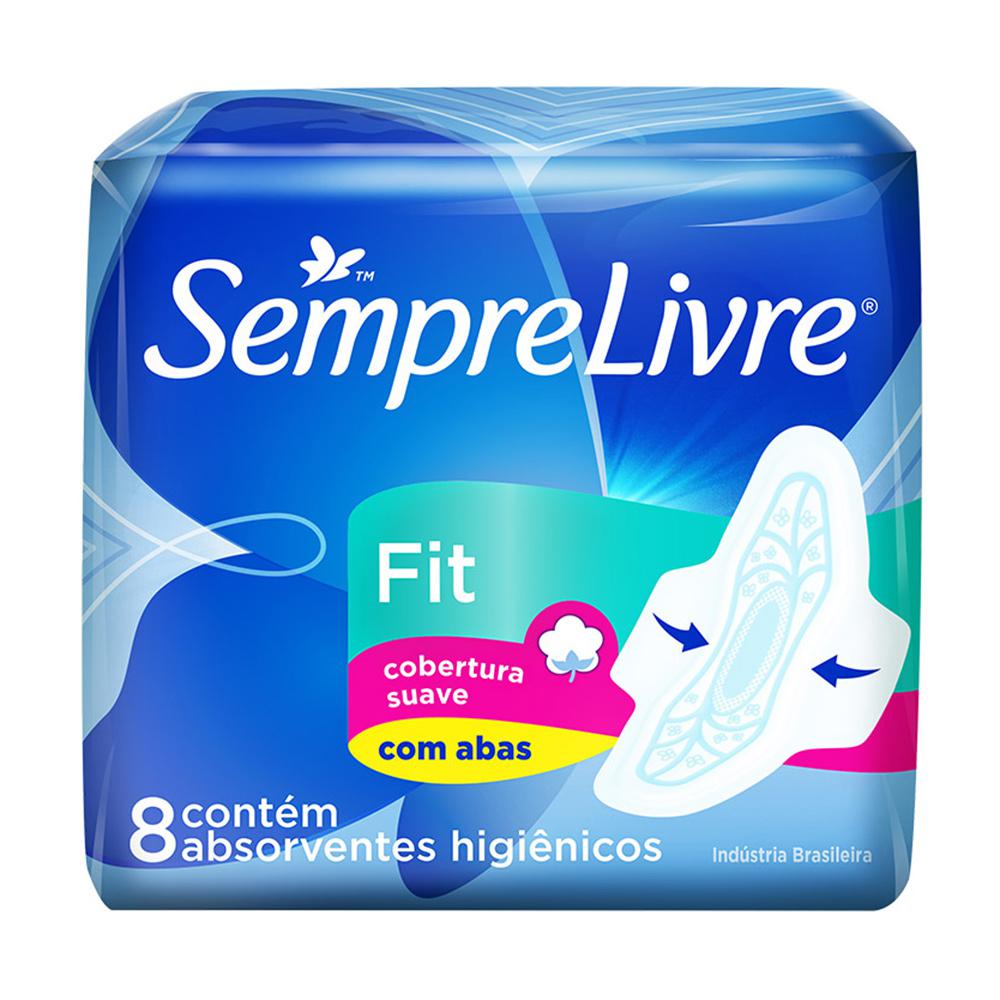 SempreLivre®
™
Fit
cobertura
suave
com abas
8 contém
absorventes higiênicos
Indústria Brasileira